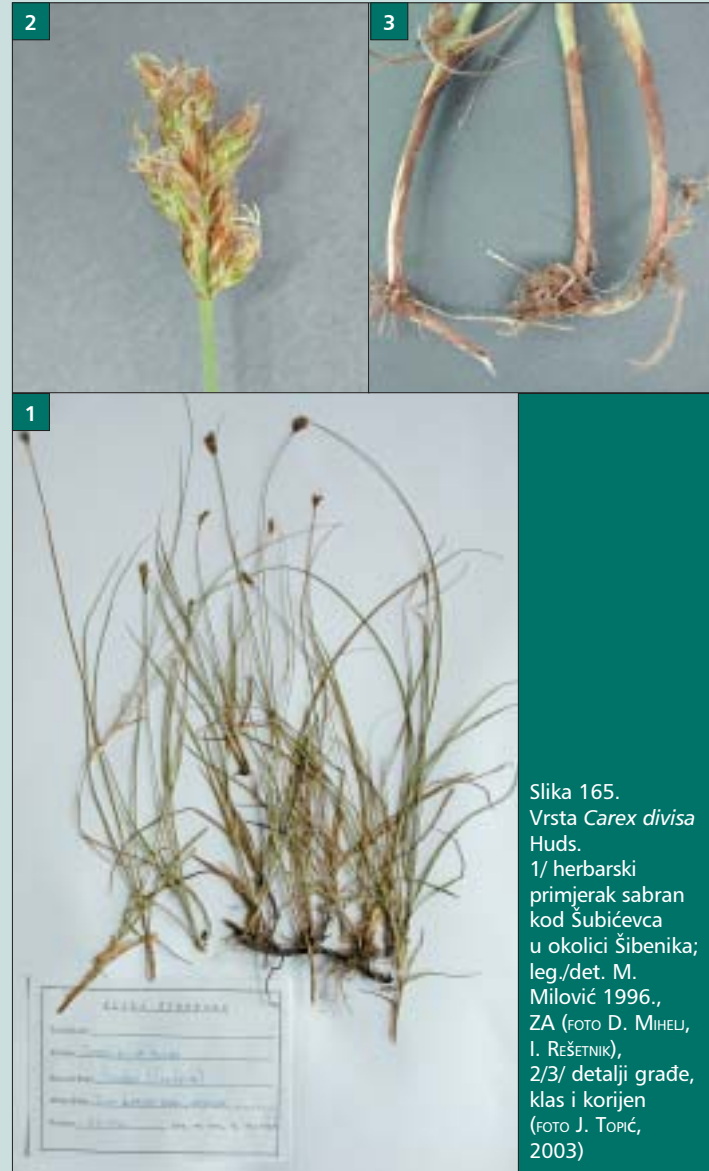 2
3
1
Slika 165.
Vrsta Carex divisa
Huds.
1/ herbarski
primjerak sabran
kod Šubićevca
u okolici Šibenika;
leg./det. M.
Milović 1996.,
ZA (FOTO D. MIHELJ,
I. REŠETNIK),
2/3/ detalji građe,
klas i korijen
(FOTO J. TOPIĆ,
2003)